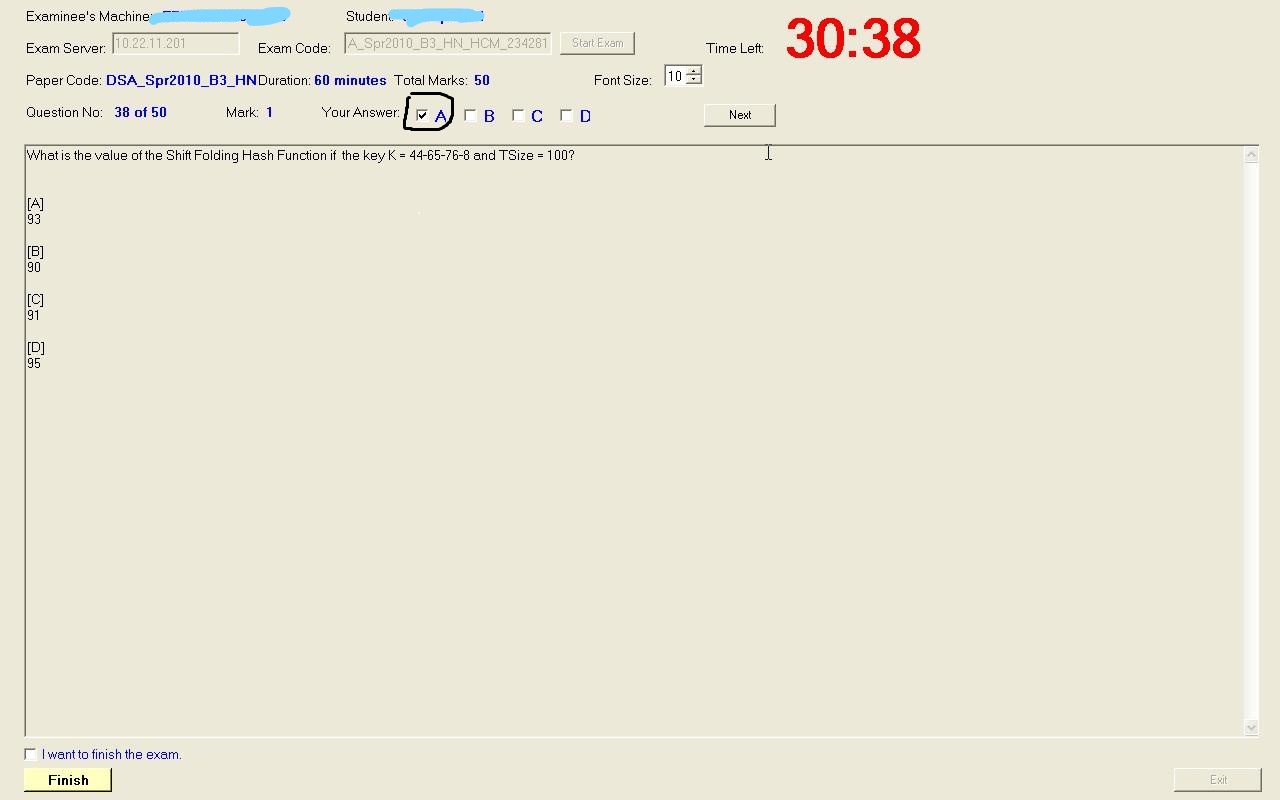 Examinee's Machine:
Student:
Exam Server: 10.22.11.201 Exam Code: A_Spr2010_B3_HN_HCM_234281 Start Exam Time Left: 30:38
Paper Code: DSA_Spr2010_B3_HN Duration: 60 minutes Total Marks: 50 Font Size: 10
Question No: 38 of 50 Mark: 1 Your Answer: A B C D Next
What is the value of the Shift Folding Hash Function if the key K = 44-65-76-8 and TSize = 100?
[A]
93
[B]
90
[C]
91
[D]
95
I want to finish the exam.
Finish
Exit